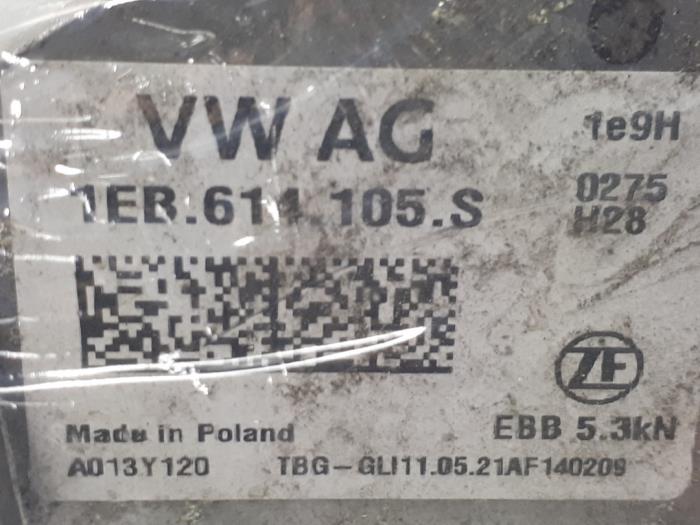 VW AG
1e9H
1EB.611.105.S
0275
H28
ZF
Made in Poland
EBB 5.3kN
A013Y120
TBG-GLI11.05.21AF140209